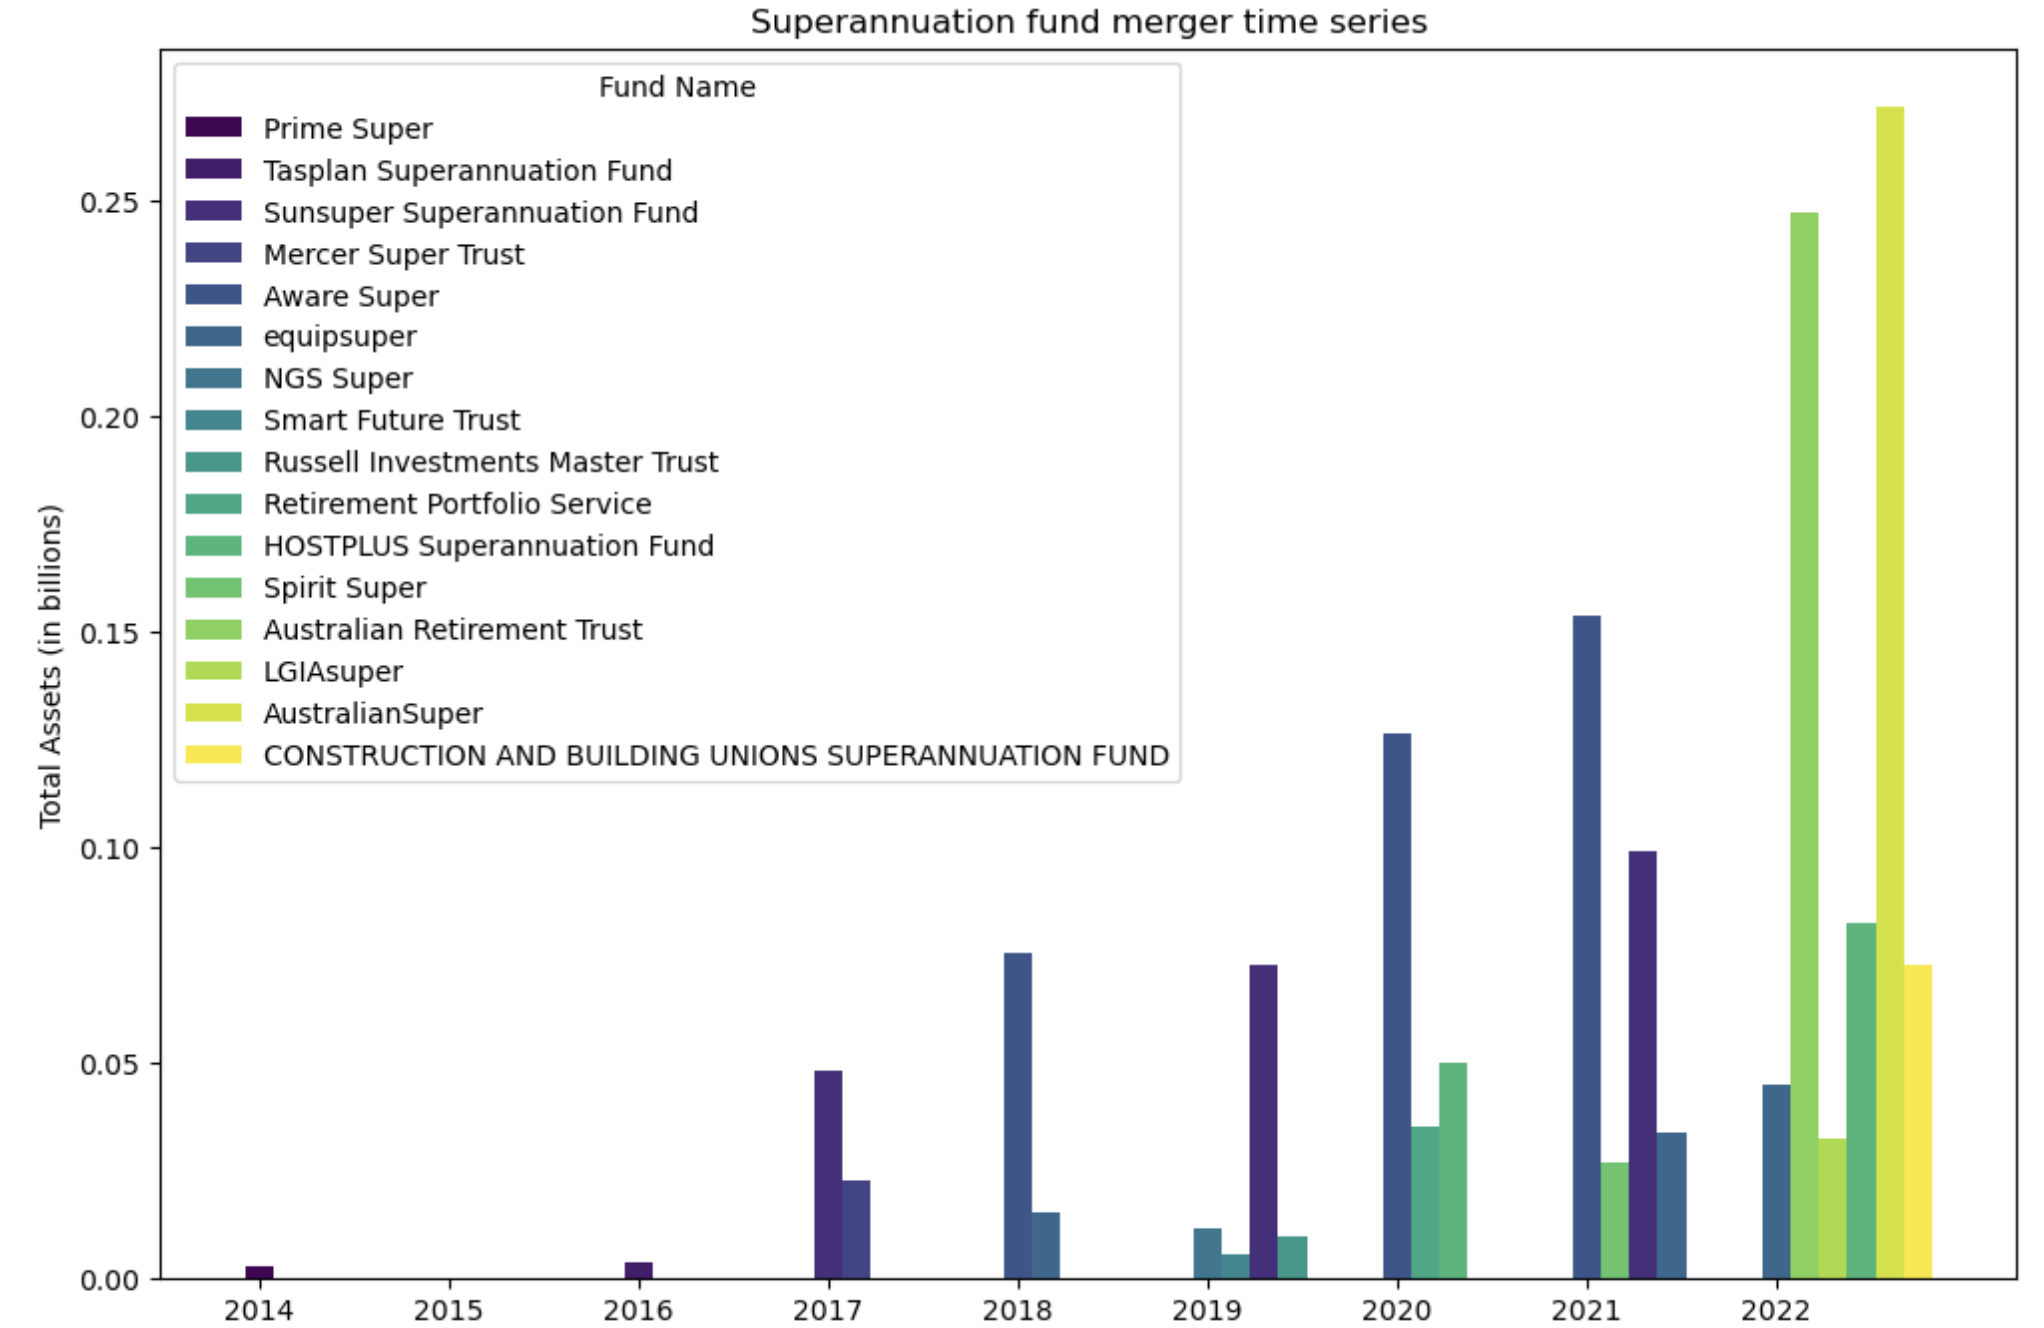 Superannuation fund merger time series
Fund Name
Prime Super
Tasplan Superannuation Fund
Sunsuper Superannuation Fund
Mercer Super Trust
Aware Super
equipsuper
NGS Super
Smart Future Trust
Russell Investments Master Trust
Retirement Portfolio Service
HOSTPLUS Superannuation Fund
Spirit Super
Australian Retirement Trust
LGIAsuper
AustralianSuper
CONSTRUCTION AND BUILDING UNIONS SUPERANNUATION FUND
Total Assets (in billions)
0.25
0.20
0.15
0.10
0.05
0.00
2014 2015 2016 2017 2018 2019 2020 2021 2022